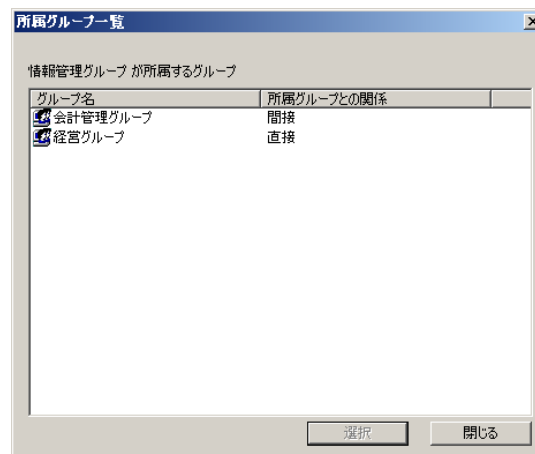 所属グループ一覧
情報管理グループ が所属するグループ
グループ名 所属グループとの関係
会計管理グループ 間接
経営グループ 直接
選択 閉じる